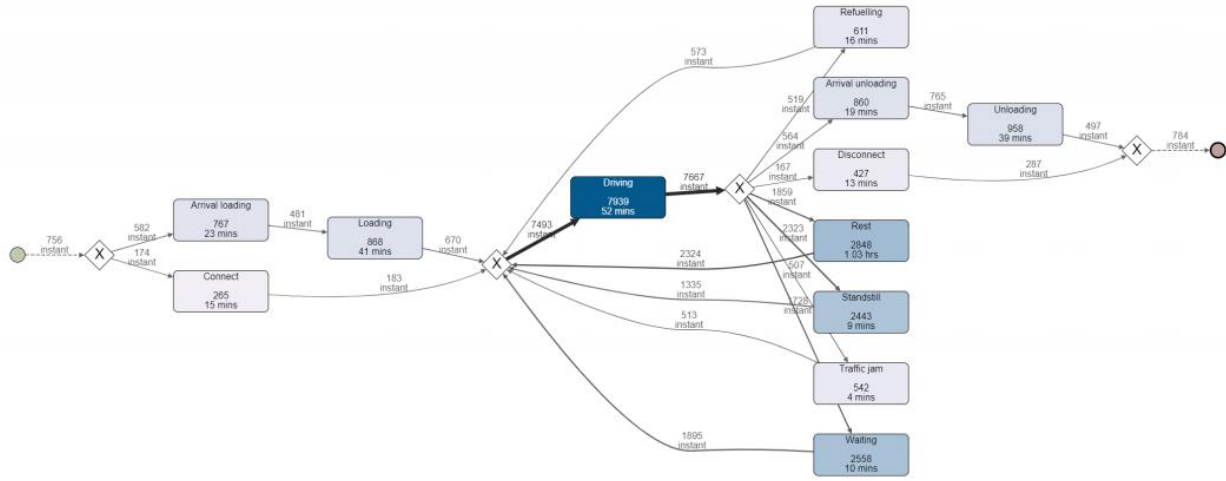 Refuelling
611
16 mins
573
instant
Arrival unloading
860
19 mins
765
instant
Unloading
958
39 mins
497
instant
784
instant
519
instant
564
instant
167
instant
Disconnect
427
13 mins
287
instant
Driving
7939
52 mins
7667
instant
7493
instant
1859
instant
Rest
2848
1.03 hrs
2323
instant
2324
instant
507
instant
Standstill
2443
9 mins
1335
instant
instant
513
instant
Traffic jam
542
4 mins
1895
instant
Waiting
2558
10 mins
756
instant
582
instant
174
instant
Arrival loading
767
23 mins
481
instant
Loading
868
41 mins
670
instant
Connect
265
15 mins
183
instant
X
X
X
X